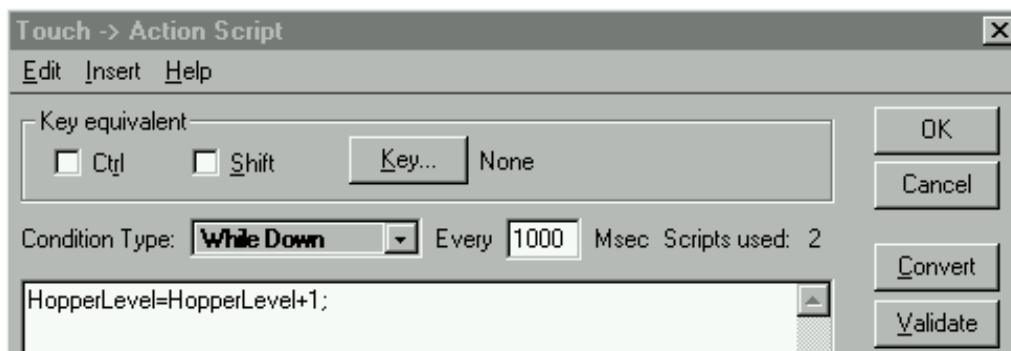 Touch -> Action Script
Edit Insert Help
Key equivalent
Ctrl Shift Key... None
OK
Cancel
Condition Type: While Down Every 1000 Msec Scripts used: 2
Convert
HopperLevel=HopperLevel+1;
Validate